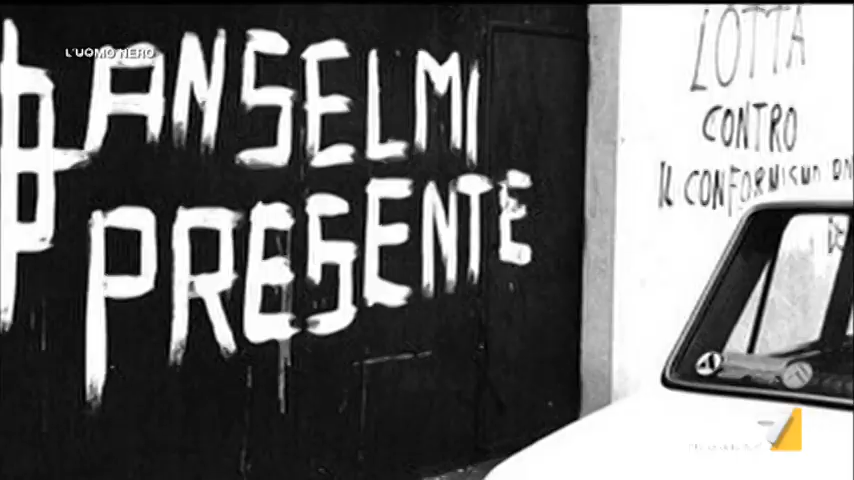 L'UOMO NERO
ANSELMI
PRESENTE
LOTTA
CONTRO
IL CONFORMISMO